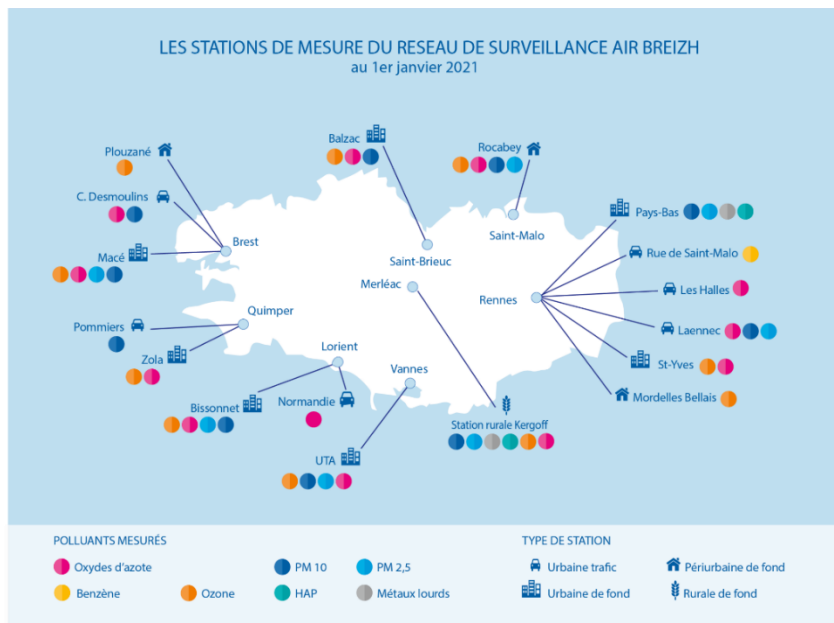 LES STATIONS DE MESURE DU RESEAU DE SURVEILLANCE AIR BREIZH
au 1er janvier 2021
Balzac
Rocabey
Plouzané
C. Desmoulins
Pays-Bas
Saint-Malo
Rue de Saint-Malo
Brest
Saint-Brieuc
Macé
Merléac
Les Halles
Rennes
Quimper
Pommiers
Laennec
Lorient
Zola
St-Yves
Vannes
Normandie
Mordelles Bellais
Bissonnet
Station rurale Kergoff
UTA
POLLUANTS MESURÉS
TYPE DE STATION
Oxydes d'azote
PM 10
PM 2,5
Urbaine trafic
Périurbaine de fond
Benzène
Ozone
HAP
Métaux lourds
Urbaine de fond
Rurale de fond